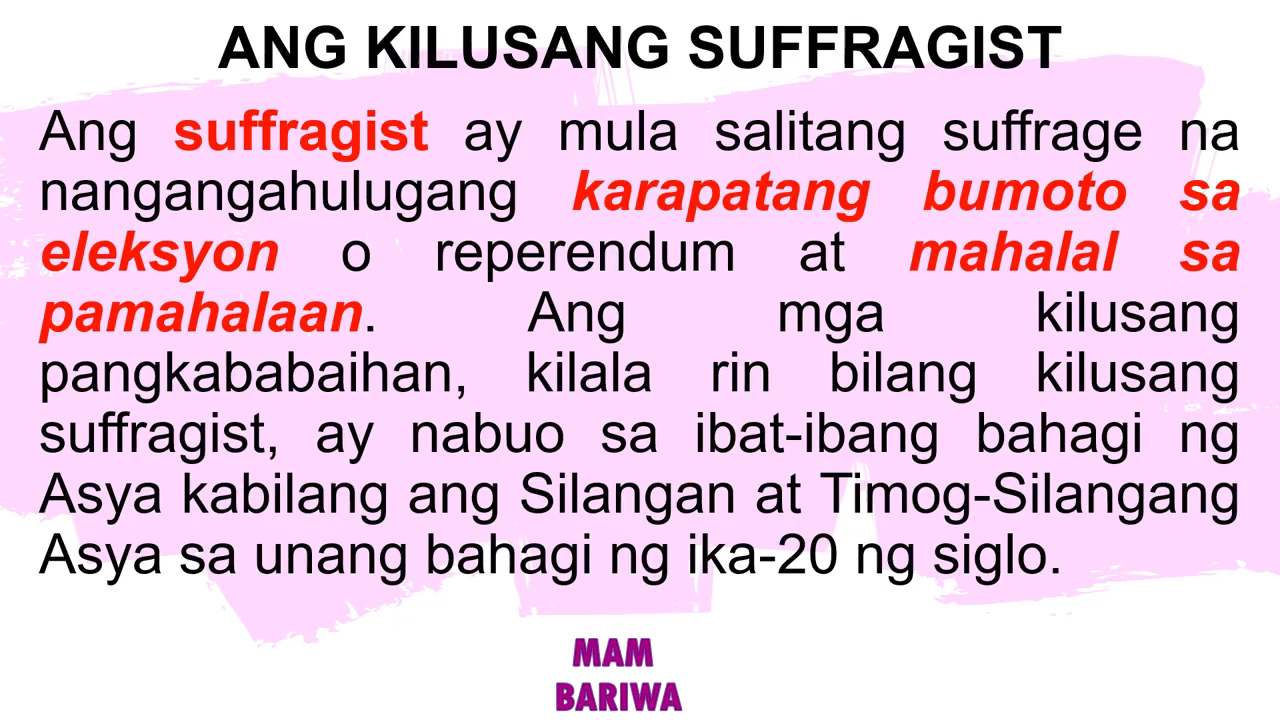 ANG KILUSANG SUFFRAGIST
Ang suffragist ay mula salitang suffrage na
nangangahulugang karapatang bumoto sa
eleksyon o reperendum at mahalal sa
pamahalaan. Ang mga kilusang
pangkababaihan, kilala rin bilang kilusang
suffragist, ay nabuo sa ibat-ibang bahagi ng
Asya kabilang ang Silangan at Timog-Silangang
Asya sa unang bahagi ng ika-20 ng siglo.
MAM
BARIWA